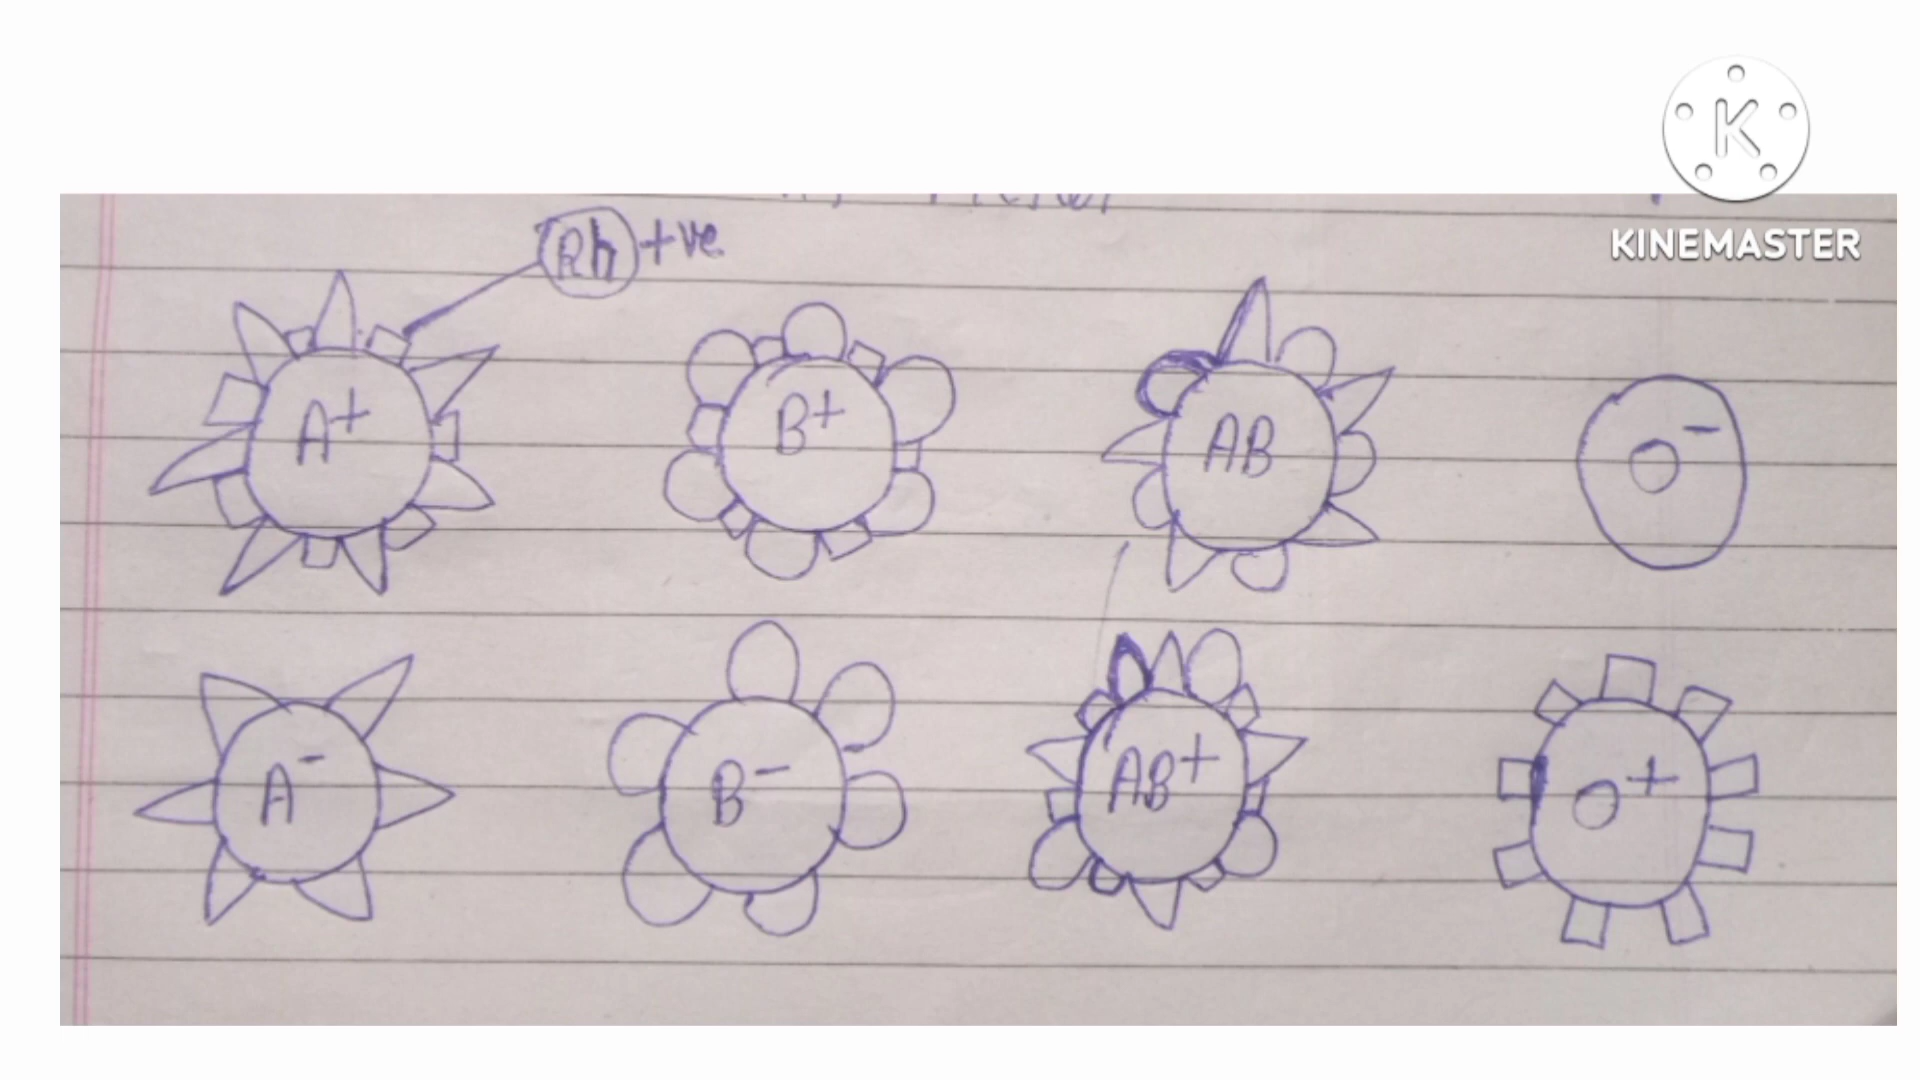 K
KINEMASTER
Rh +ve
A+
B+
AB
O-
A-
B-
AB+
O+